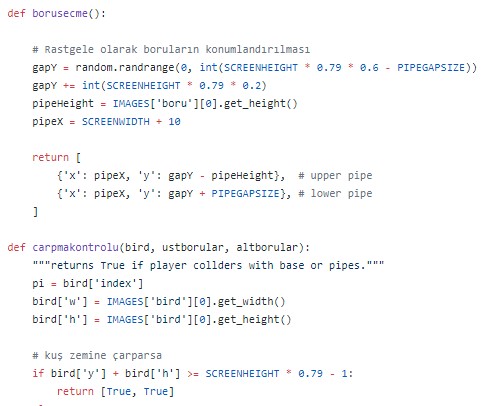 def borusecme():
# Rastgele olarak boruların konumlandırılması
gapY = random.randrange(0, int(SCREENHEIGHT * 0.79 * 0.6 - PIPEGAPSIZE))
gapY += int(SCREENHEIGHT * 0.79 * 0.2)
pipeHeight = IMAGES['boru'][0].get_height()
pipeX = SCREENWIDTH + 10
return [
{'x': pipeX, 'y': gapY - pipeHeight},  # upper pipe
{'x': pipeX, 'y': gapY + PIPEGAPSIZE}, # lower pipe
]
def carpmakontrolu(bird, ustborular, altborular):
"""returns True if player collders with base or pipes."""
pi = bird['index']
bird['w'] = IMAGES['bird'][0].get_width()
bird['h'] = IMAGES['bird'][0].get_height()
# kuş zemine çarparsa
if bird['y'] + bird['h'] >= SCREENHEIGHT * 0.79 - 1:
return [True, True]